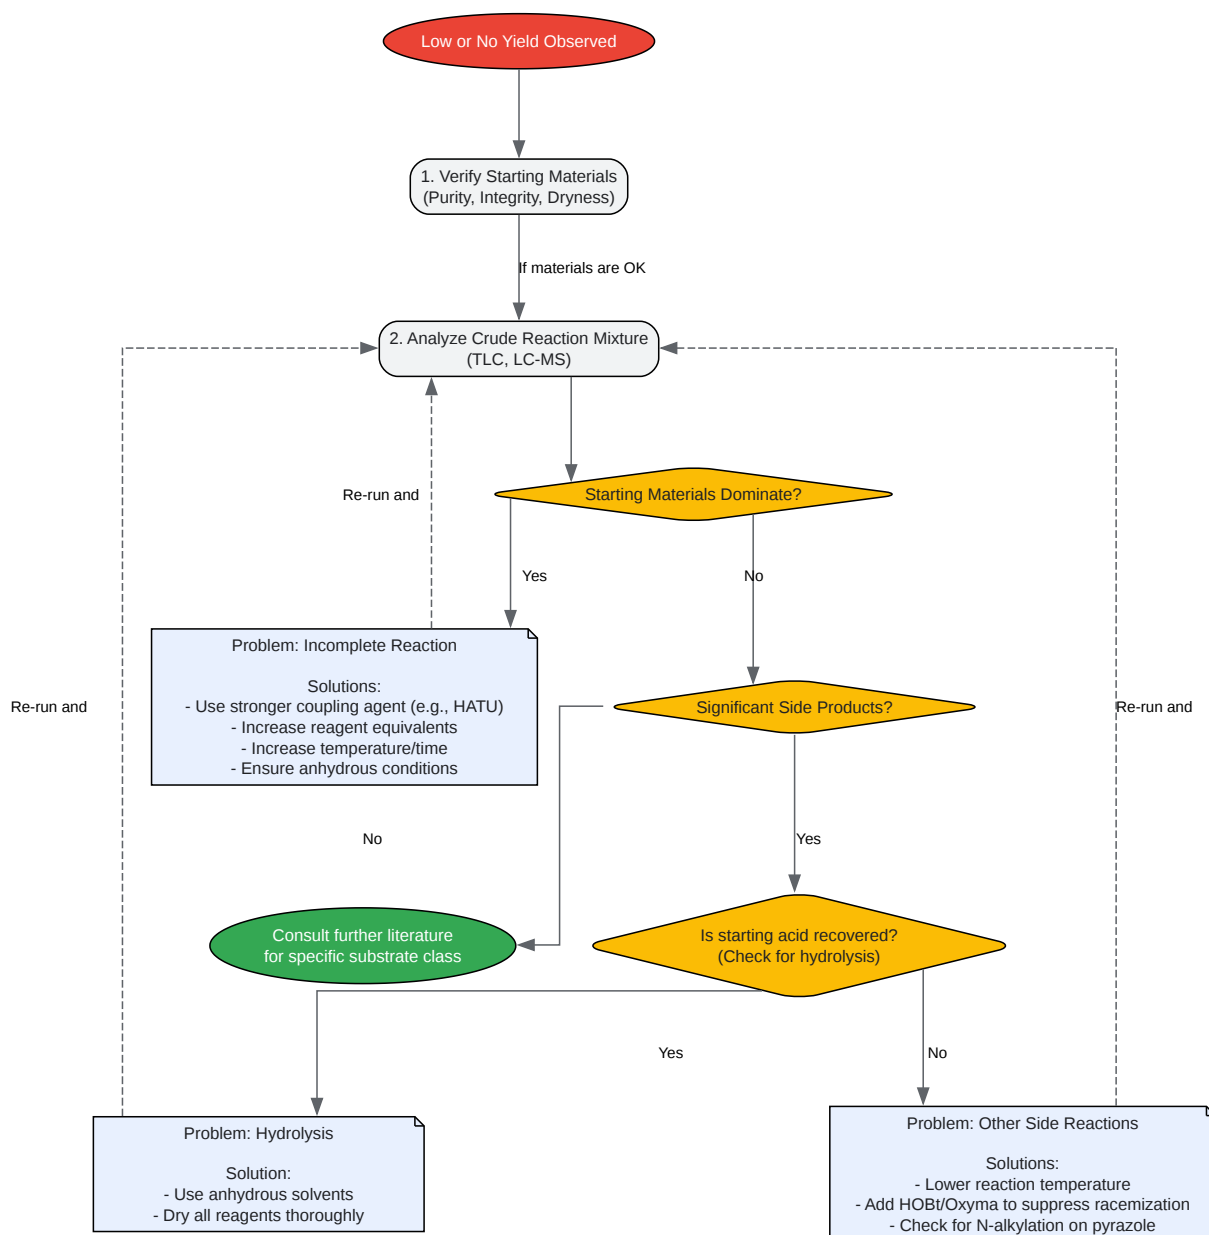 Low or No Yield Observed
1. Verify Starting Materials
(Purity, Integrity, Dryness)
If materials are OK
2. Analyze Crude Reaction Mixture
(TLC, LC-MS)
Re-run and
Starting Materials Dominate?
Yes
No
Problem: Incomplete Reaction
Solutions:
- Use stronger coupling agent (e.g., HATU)
- Increase reagent equivalents
- Increase temperature/time
- Ensure anhydrous conditions
Re-run and
Significant Side Products?
Re-run and
No
Yes
Consult further literature
for specific substrate class
Is starting acid recovered?
(Check for hydrolysis)
Yes
No
Problem: Hydrolysis
Solution:
- Use anhydrous solvents
- Dry all reagents thoroughly
Problem: Other Side Reactions
Solutions:
- Lower reaction temperature
- Add HOBt/Oxyma to suppress racemization
- Check for N-alkylation on pyrazole